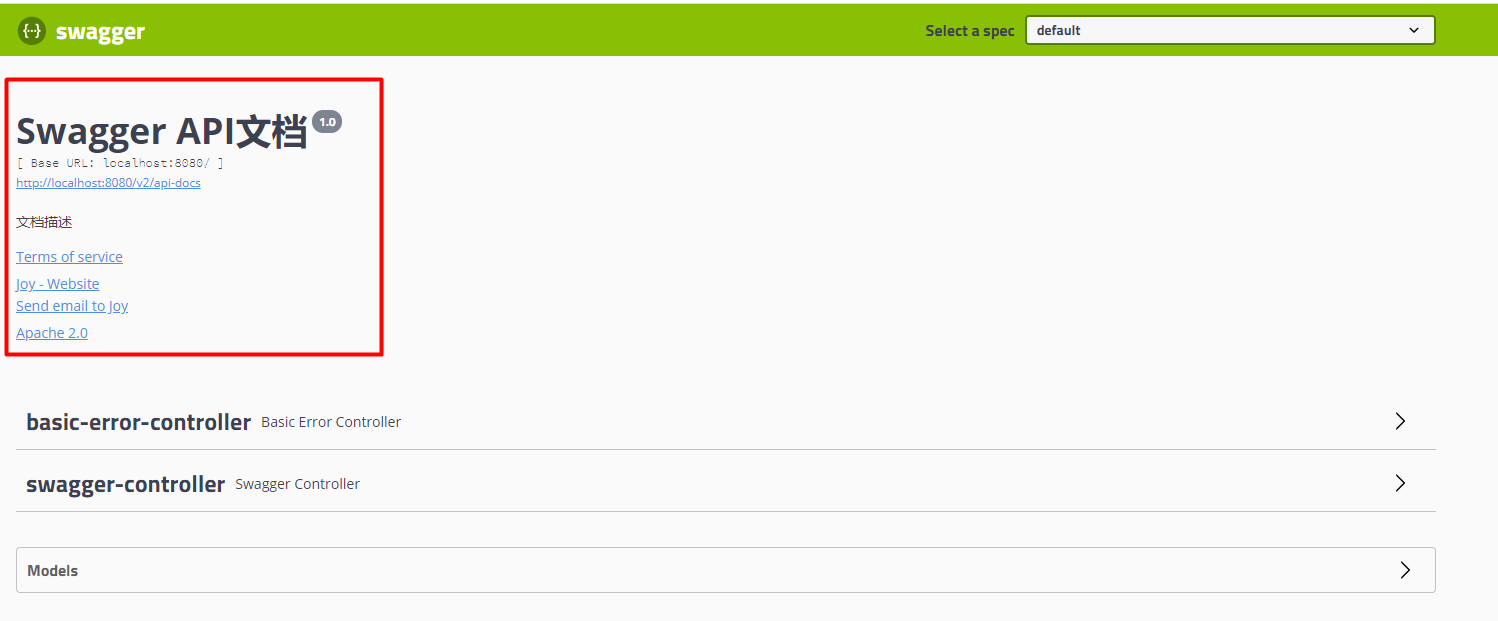 {··} swagger
Select a spec default
Swagger API文档 1.0
[ Base URL: localhost:8080/ ]
http://localhost:8080/v2/api-docs
文档描述
Terms of service
Joy - Website
Send email to Joy
Apache 2.0
basic-error-controller Basic Error Controller
swagger-controller Swagger Controller
Models